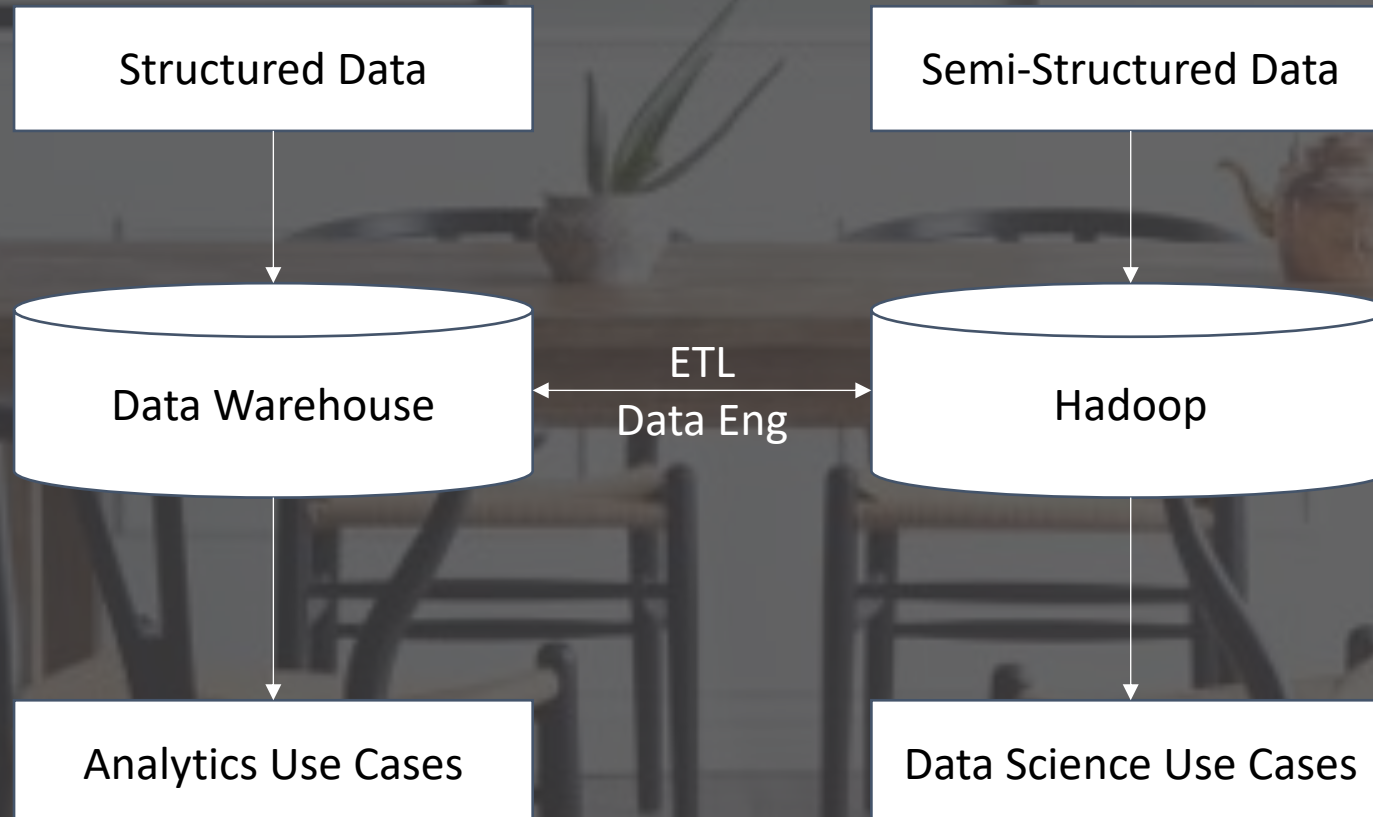 Structured Data
Semi-Structured Data
Data Warehouse
ETL
Data Eng
Hadoop
Analytics Use Cases
Data Science Use Cases